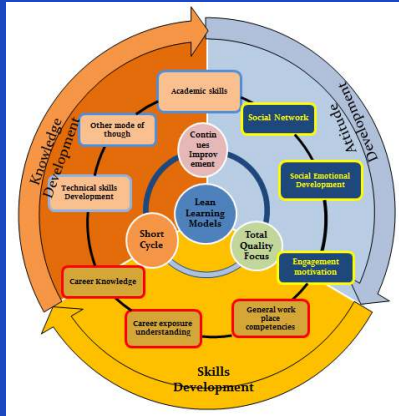 Academic skills
Other mode of
though
Technical skills
Development
Knowledge
Development
Social Network
Social Emotional
Development
Engagement
motivation
Attitude
Development
Contin
ues Improv
ement
Lean
Learning
Models
Short
Cycle
Total
Quality
Focus
Career Knowledge
Career exposure
understanding
General work
place
competencies
Skills
Development